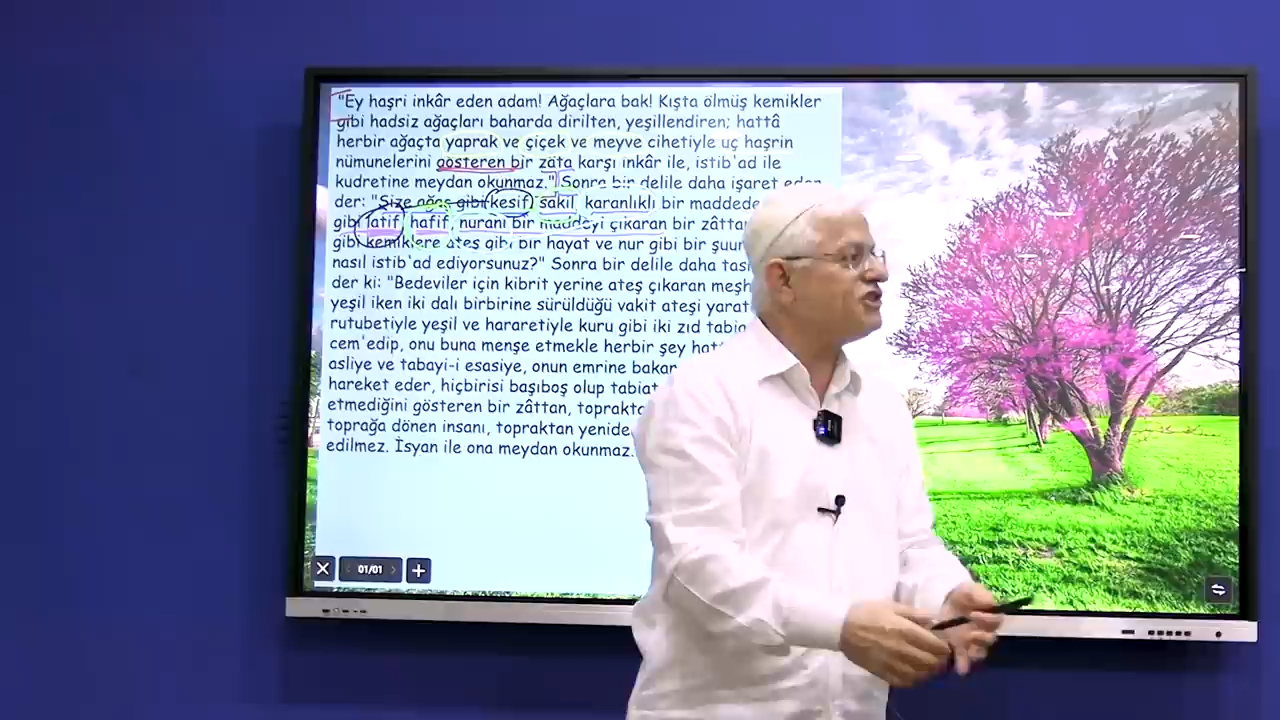 "Ey haşri inkâr eden adam! Ağaçlara bak! Kışta ölmüş kemikler
gibi hadsiz ağaçları baharda dirilten, yeşillendiren; hattâ
herbir ağaçta yaprak ve çiçek ve meyve cihetiyle üç haşrin
nümunelerini gösteren bir zâta karşı inkâr ile, istib'ad ile
kudretine meydan okunmaz." Sonra bir delile daha işaret eden
der: "Size ağaç gibi kesif, sakil, karanlıklı bir maddede
gibi latif, hafif, nurani bir maddeyi çıkaran bir zâttan
gibi kemiklere ateş gibi bir hayat ve nur gibi bir şuur
nasıl istib'ad ediyorsunuz?" Sonra bir delile daha
der ki: "Bedeviler için kibrit yerine ateş çıkaran
yeşil iken iki dalı birbirine sürüldüğü vakit ateşi
rutubetiyle yeşil ve hararetiyle kuru gibi iki zıd
cem'edip, onu buna menşe etmekle herbir şey
asliye ve tabayi-i esasiye, onun emrine
hareket eder, hiçbirisi başıboş olup
etmediğini gösteren bir zâttan,
toprağa dönen insanı, topraktan
edilmez. İsyan ile ona meydan okunmaz.
01/01